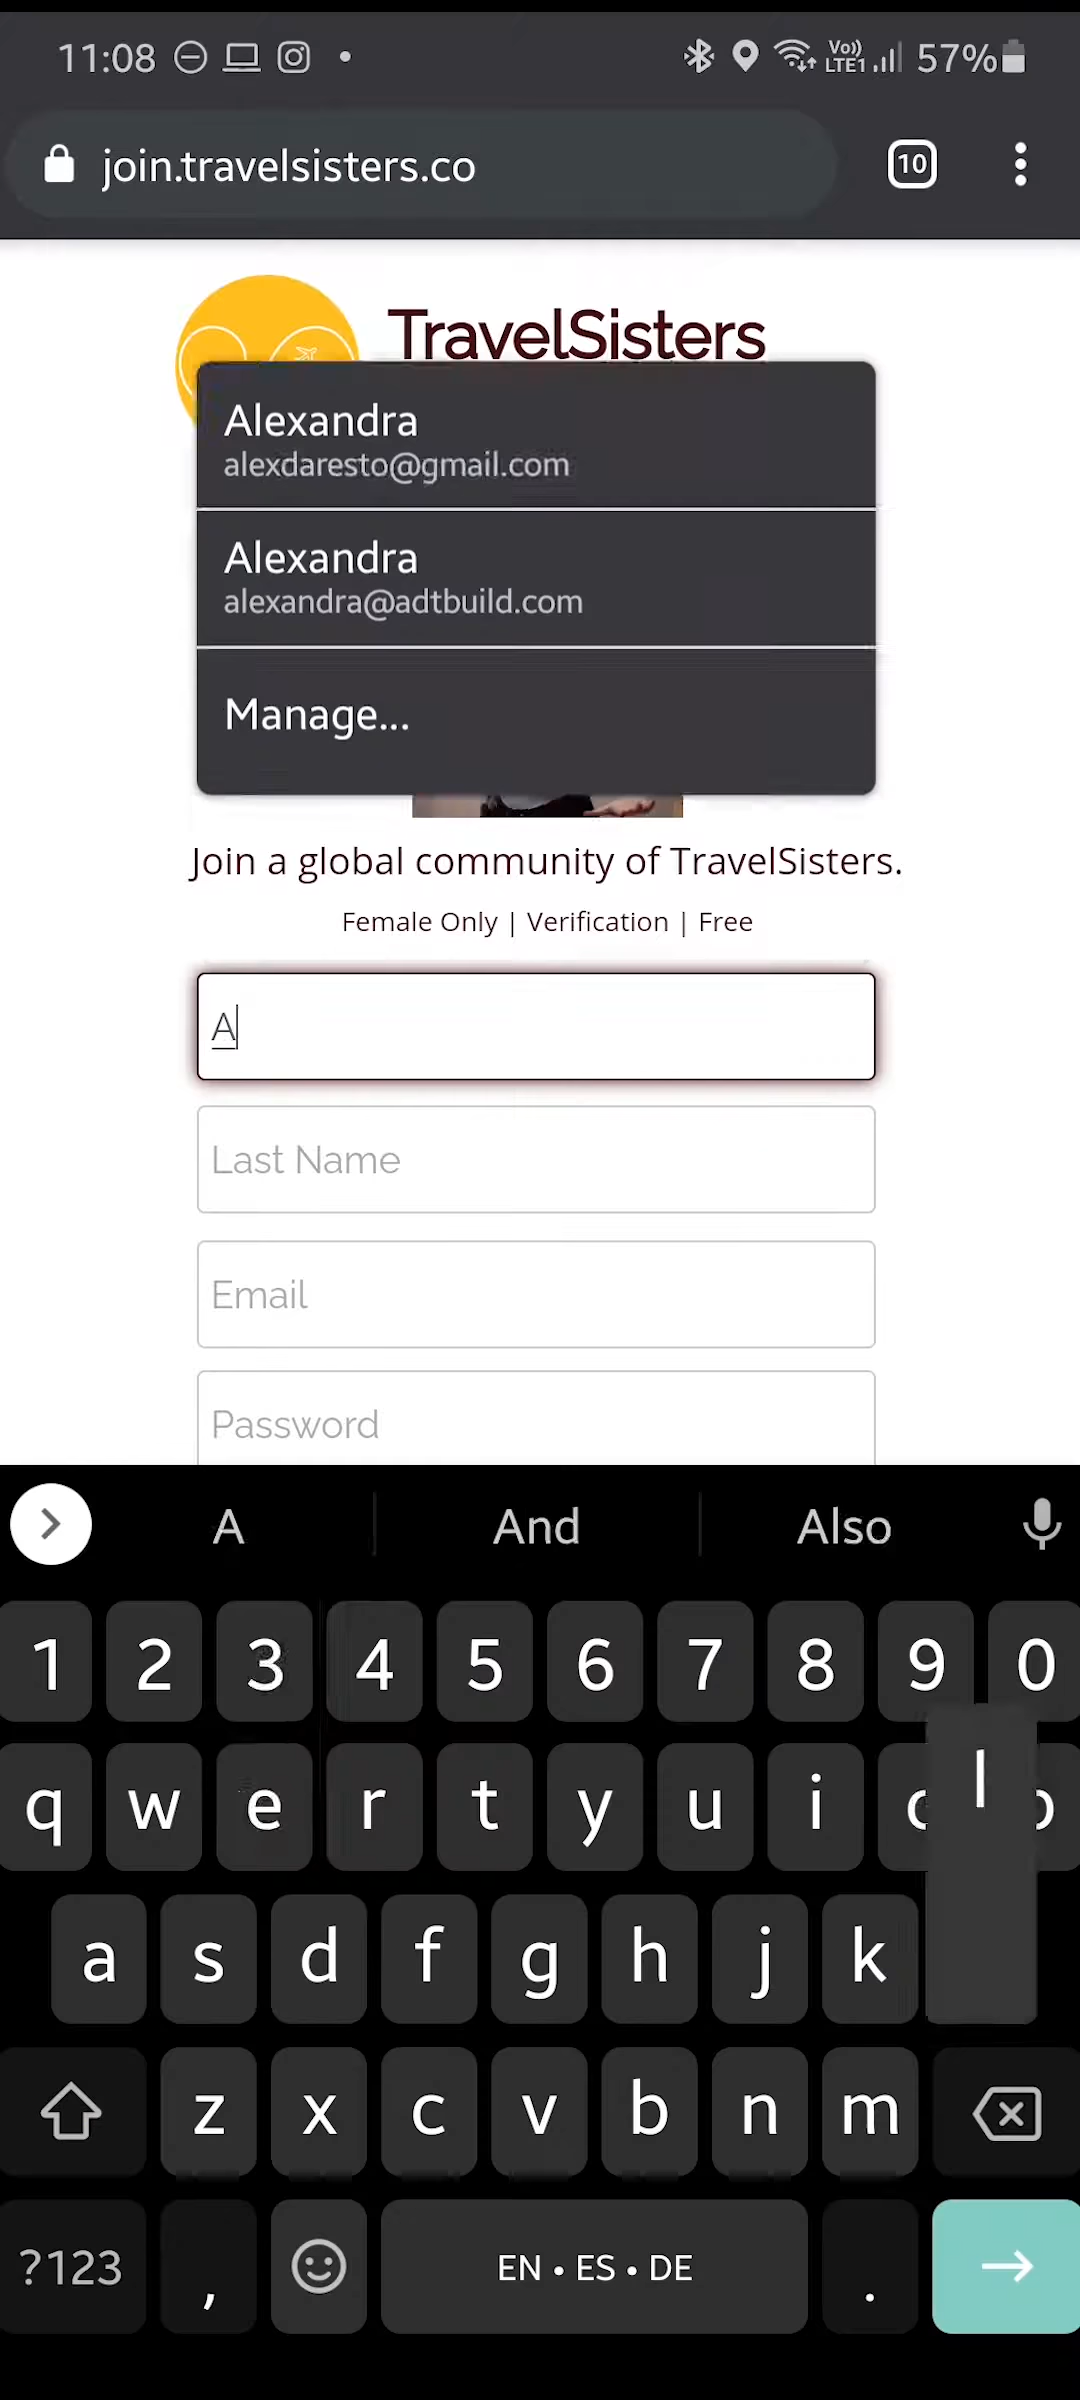 11:08 Vo) LTE1 57%
join.travelsisters.co 10
TravelSisters
Alexandra
alexdaresto@gmail.com
Alexandra
alexandra@adtbuild.com
Manage...
Join a global community of TravelSisters.
Female Only | Verification | Free
A
Last Name
Email
Password
A And Also
1 2 3 4 5 6 7 8 9 0
q w e r t y u i l
a s d f g h j k
z x c v b n m
?123 , EN • ES • DE .